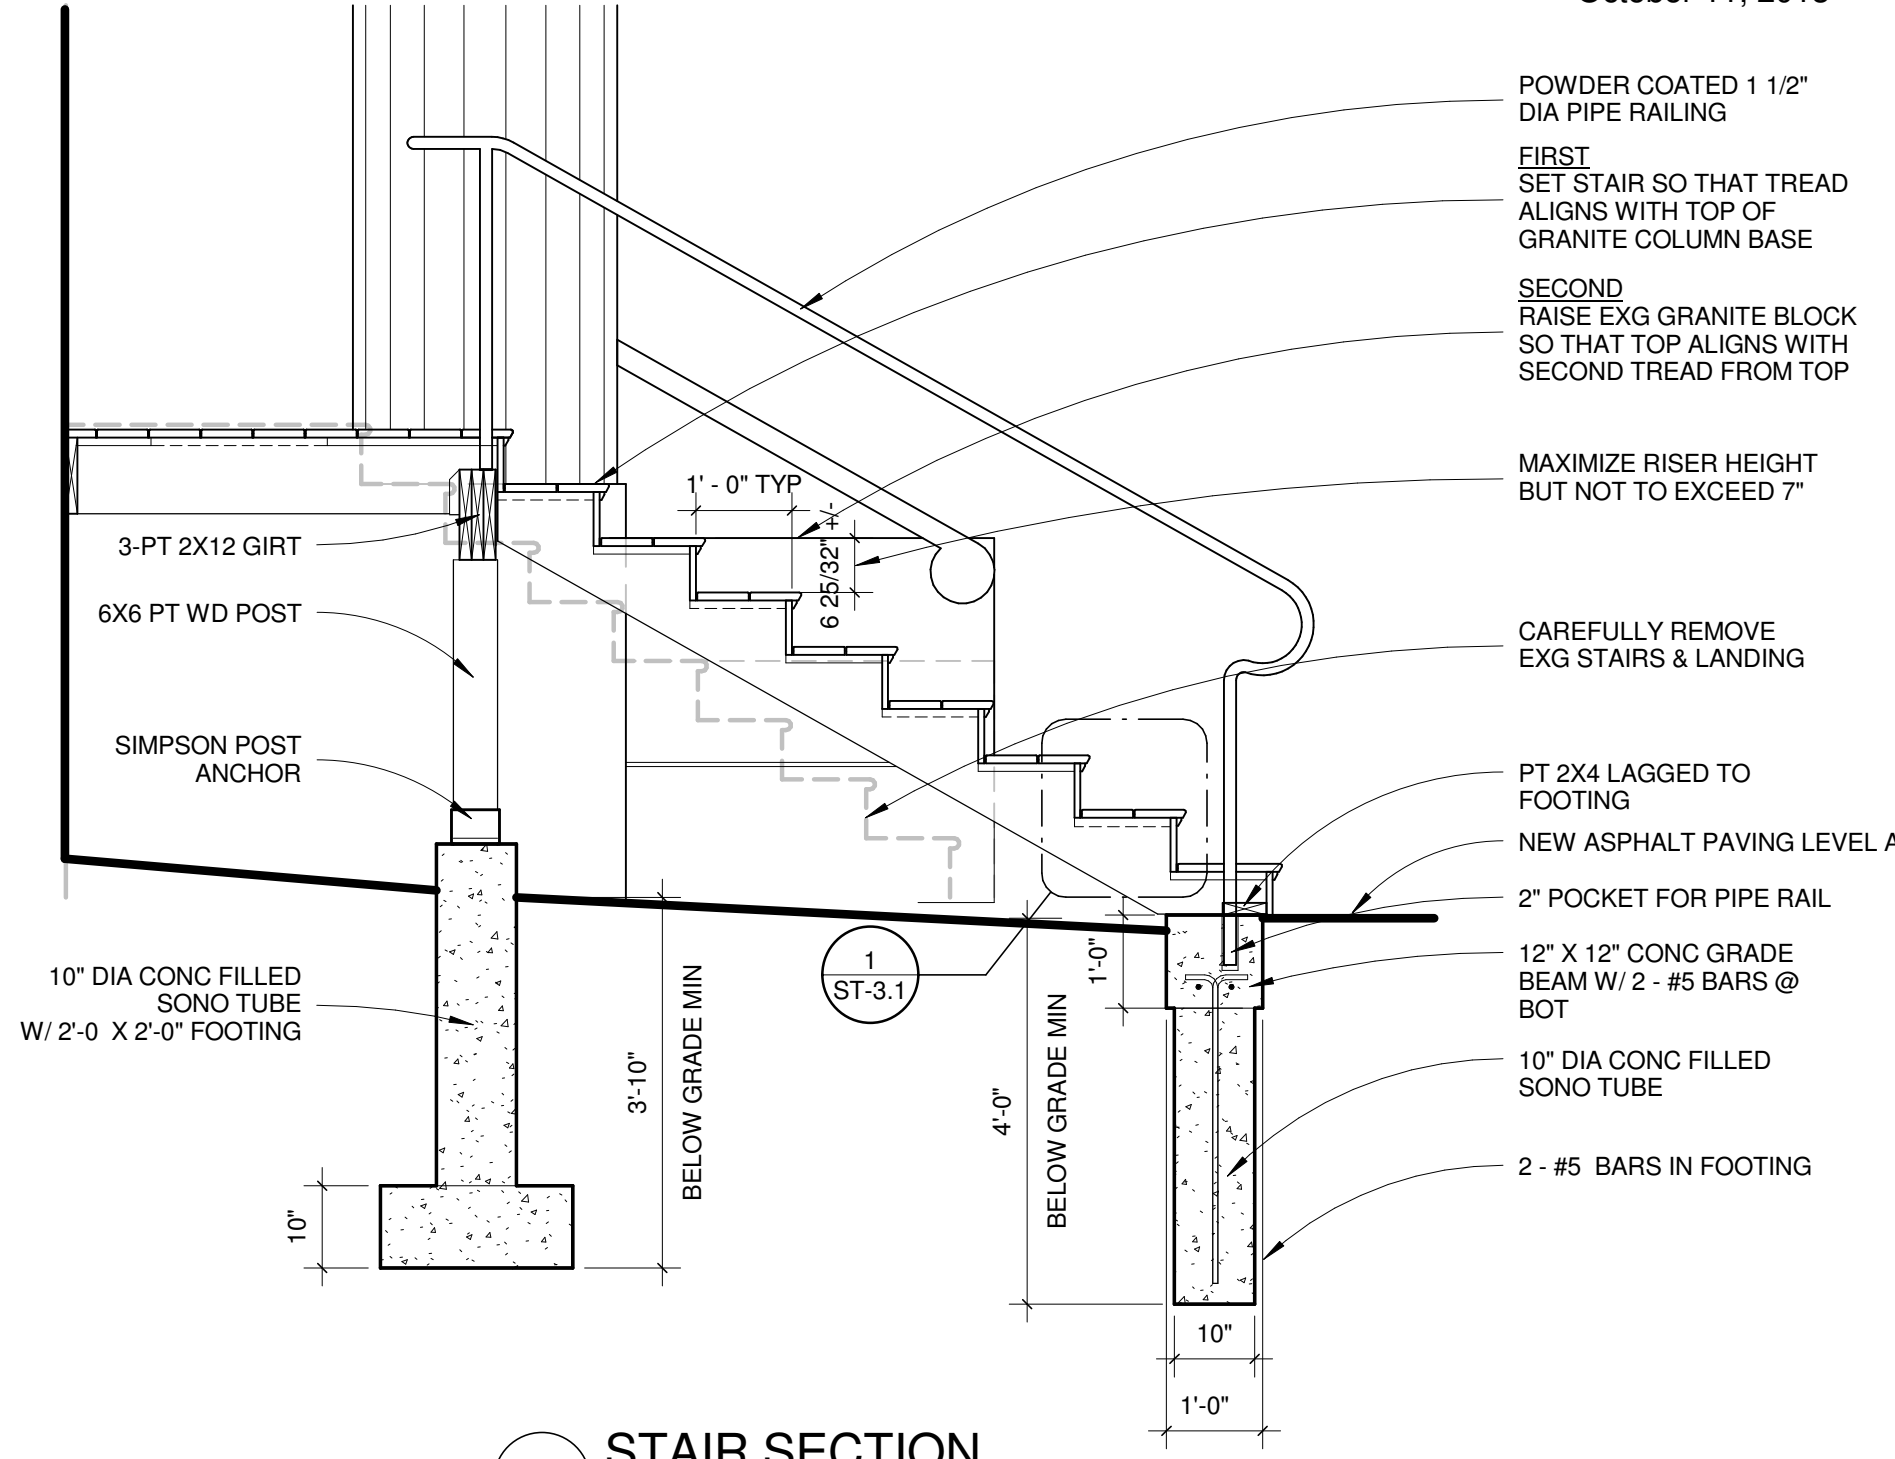 POWDER COATED 1 1/2"
DIA PIPE RAILING
FIRST
SET STAIR SO THAT TREAD
ALIGNS WITH TOP OF
GRANITE COLUMN BASE
SECOND
RAISE EXG GRANITE BLOCK
SO THAT TOP ALIGNS WITH
SECOND TREAD FROM TOP
MAXIMIZE RISER HEIGHT
BUT NOT TO EXCEED 7"
1' - 0" TYP
6 25/32" +/-
3-PT 2X12 GIRT
6X6 PT WD POST
CAREFULLY REMOVE
EXG STAIRS & LANDING
SIMPSON POST
ANCHOR
PT 2X4 LAGGED TO
FOOTING
NEW ASPHALT PAVING LEVEL A
2" POCKET FOR PIPE RAIL
12" X 12" CONC GRADE
BEAM W/ 2 - #5 BARS @
BOT
10" DIA CONC FILLED
SONO TUBE
W/ 2'-0 X 2'-0" FOOTING
1
ST-3.1
1'-0"
3'-10"
BELOW GRADE MIN
4'-0"
BELOW GRADE MIN
10" DIA CONC FILLED
SONO TUBE
2 - #5 BARS IN FOOTING
10"
10"
1'-0"
STAIR SECTION